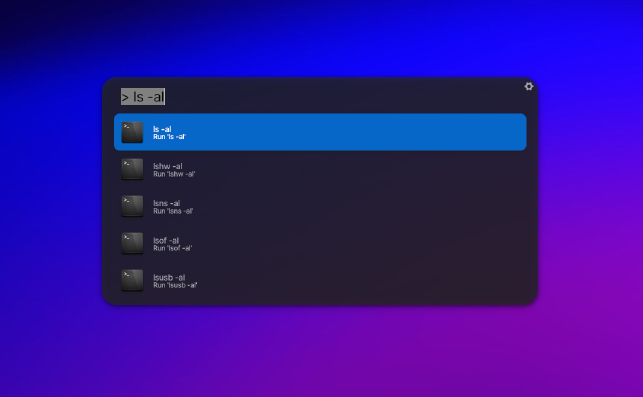 > ls -al
ls -al
Run 'ls -al'
lshw -al
Run 'lshw -al'
lsns -al
Run 'lsns -al'
lsof -al
Run 'lsof -al'
lsusb -al
Run 'lsusb -al'